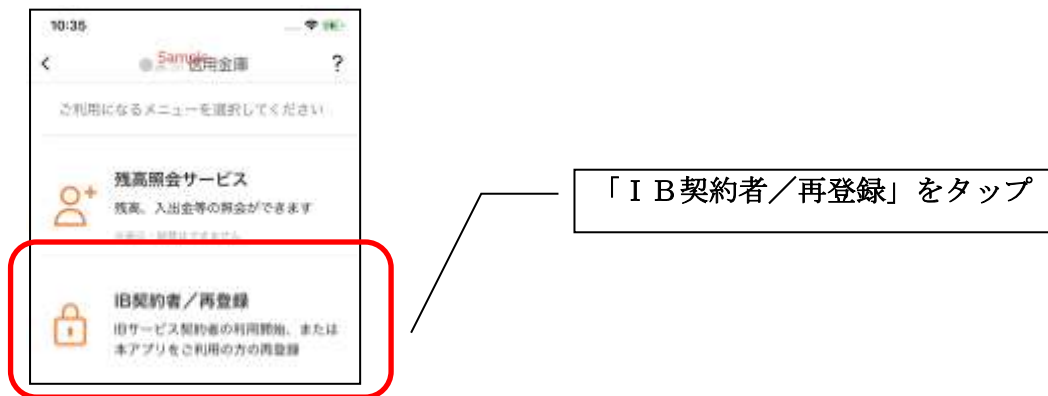 10:35
Sample
信用金庫
?
ご利用になるメニューを選択してください
残高照会サービス
残高、入出金等の照会ができます
IB契約者／再登録
IBサービス契約者の利用開始、または
本アプリをご利用の方の再登録
「ＩＢ契約者／再登録」をタップ